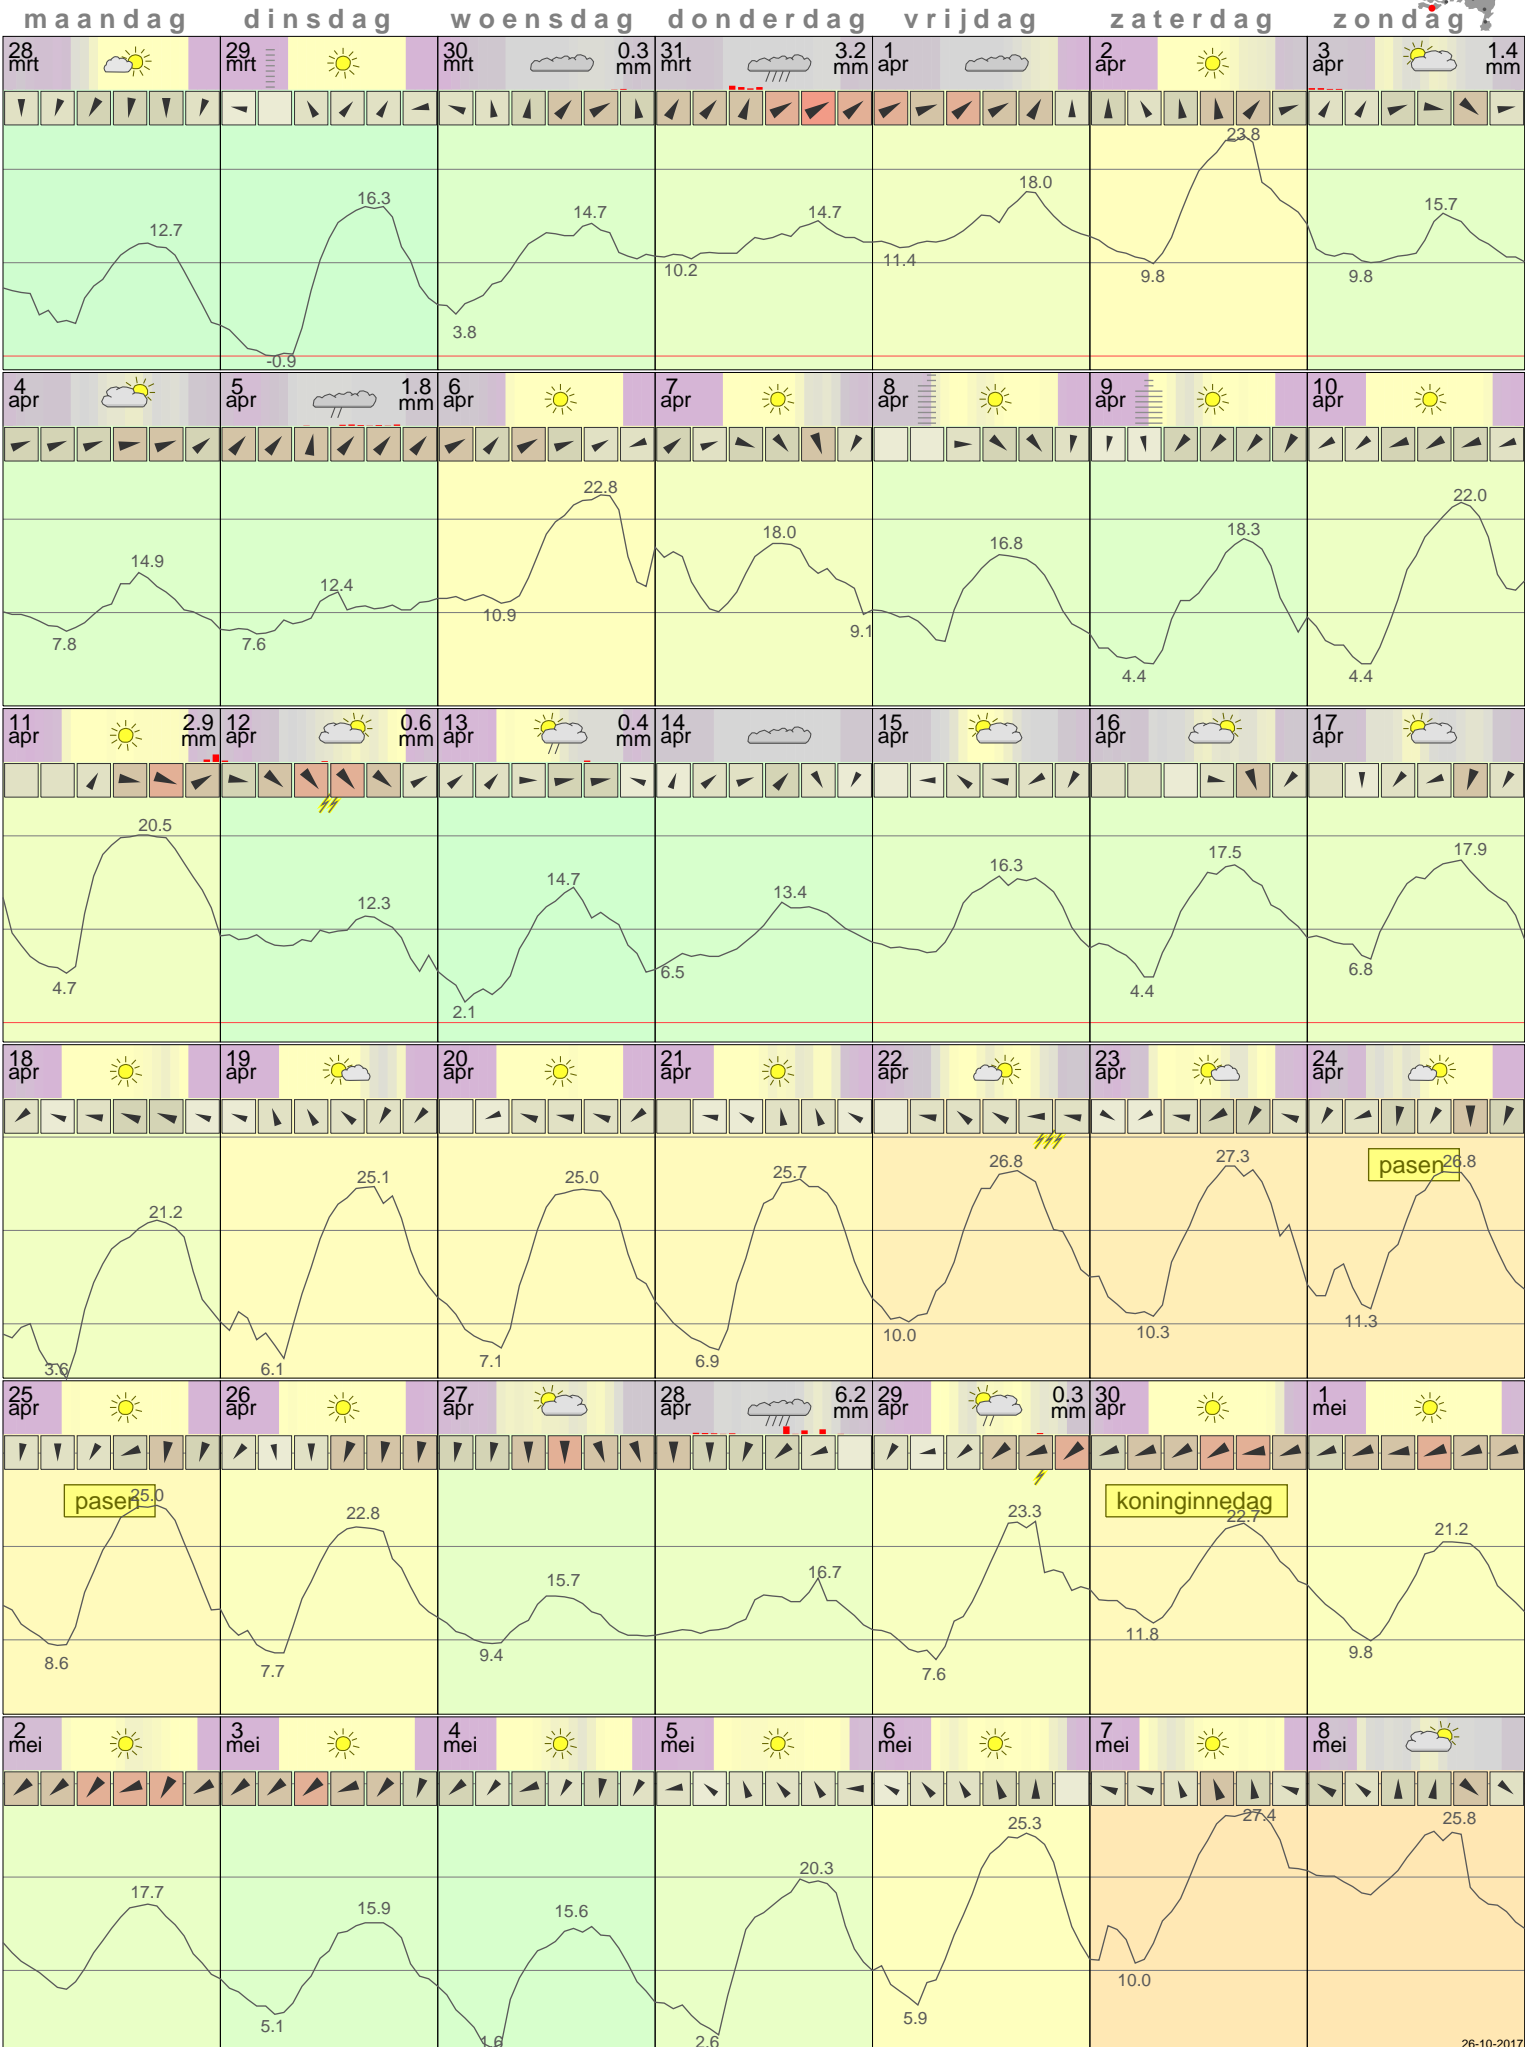 maandag dinsdag woensdag donderdag vrijdag zaterdag zondag
28 29 30 0.3 31 3.2 1 2 3 1.4
mrt mrt mrt mm mrt mm apr apr apr mm
12.7 16.3 14.7 14.7 18.0 23.8 15.7
-0.9 3.8 10.2 11.4 9.8 9.8
4 5 1.8 6 7 8 9 10
apr apr mm apr apr apr apr apr
14.9 12.4 22.8 18.0 16.8 18.3 22.0
7.8 7.6 10.9 9.1 4.4 4.4
11 2.9 12 0.6 13 0.4 14 15 16 17
apr mm apr mm apr mm apr apr apr apr
20.5 12.3 14.7 13.4 16.3 17.5 17.9
4.7 2.1 6.5 4.4 6.8
18 19 20 21 22 23 24
apr apr apr apr apr apr apr
pasen
21.2 25.1 25.0 25.7 26.8 27.3 26.8
3.6 6.1 7.1 6.9 10.0 10.3 11.3
25 26 27 28 6.2 29 0.3 30 1
apr apr apr apr mm apr mm apr mei
pasen koninginnedag
25.0 22.8 15.7 16.7 23.3 22.7 21.2
8.6 7.7 9.4 7.6 11.8 9.8
2 3 4 5 6 7 8
mei mei mei mei mei mei mei
17.7 15.9 15.6 20.3 25.3 27.4 25.8
5.1 1.6 2.6 5.9 10.0
26-10-2017